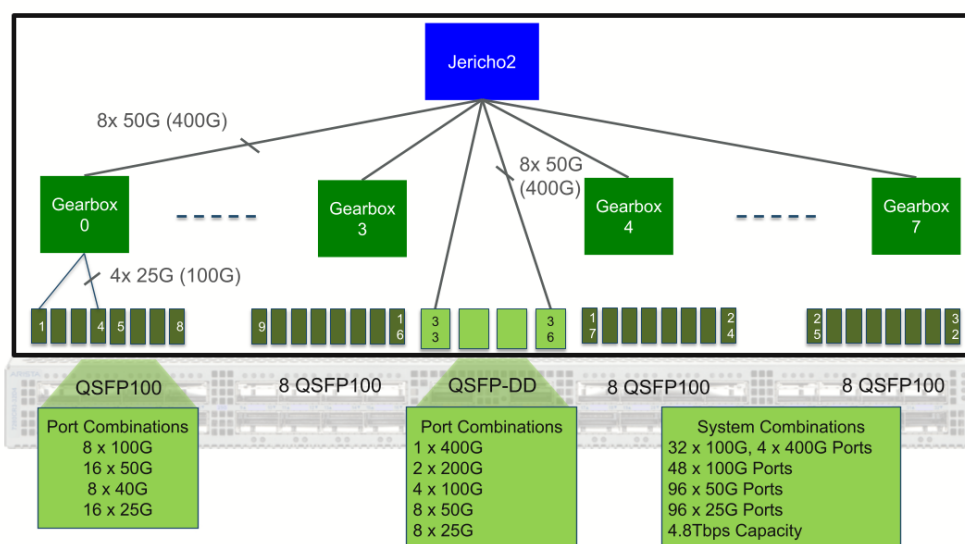 Jericho2
8x 50G (400G)
8x 50G
(400G)
Gearbox
0
Gearbox
3
Gearbox
4
Gearbox
7
4x 25G (100G)
1
4
5
8
9
1
6
3
3
3
6
1
7
2
4
2
5
3
2
QSFP100
8 QSFP100
QSFP-DD
8 QSFP100
8 QSFP100
Port Combinations
8 x 100G
16 x 50G
8 x 40G
16 x 25G
Port Combinations
1 x 400G
2 x 200G
4 x 100G
8 x 50G
8 x 25G
System Combinations
32 x 100G, 4 x 400G Ports
48 x 100G Ports
96 x 50G Ports
96 x 25G Ports
4.8Tbps Capacity